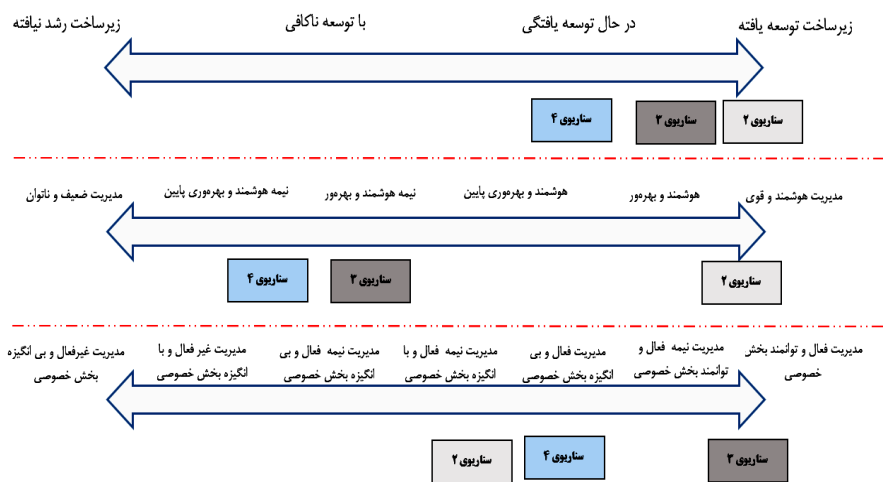 زیرساخت توسعه یافته
در حال توسعه یافتگی
با توسعه ناکافی
زیرساخت رشد نیافته
سناریوی ۲
سناریوی ۳
سناریوی ۴
مدیریت هوشمند و قوی
هوشمند و بهره‌ور
هوشمند و بهره‌وری پایین
نیمه هوشمند و بهره‌ور
نیمه هوشمند و بهره‌وری پایین
مدیریت ضعیف و ناتوان
سناریوی ۲
سناریوی ۳
سناریوی ۴
مدیریت فعال و توانمند بخش
خصوصی
مدیریت نیمه فعال و
توانمند بخش خصوصی
مدیریت فعال و بی
انگیزه بخش خصوصی
مدیریت نیمه فعال و با
انگیزه بخش خصوصی
مدیریت نیمه فعال و بی
انگیزه بخش خصوصی
مدیریت غیر فعال و با
انگیزه بخش خصوصی
مدیریت غیرفعال و بی انگیزه
بخش خصوصی
سناریوی ۳
سناریوی ۴
سناریوی ۲